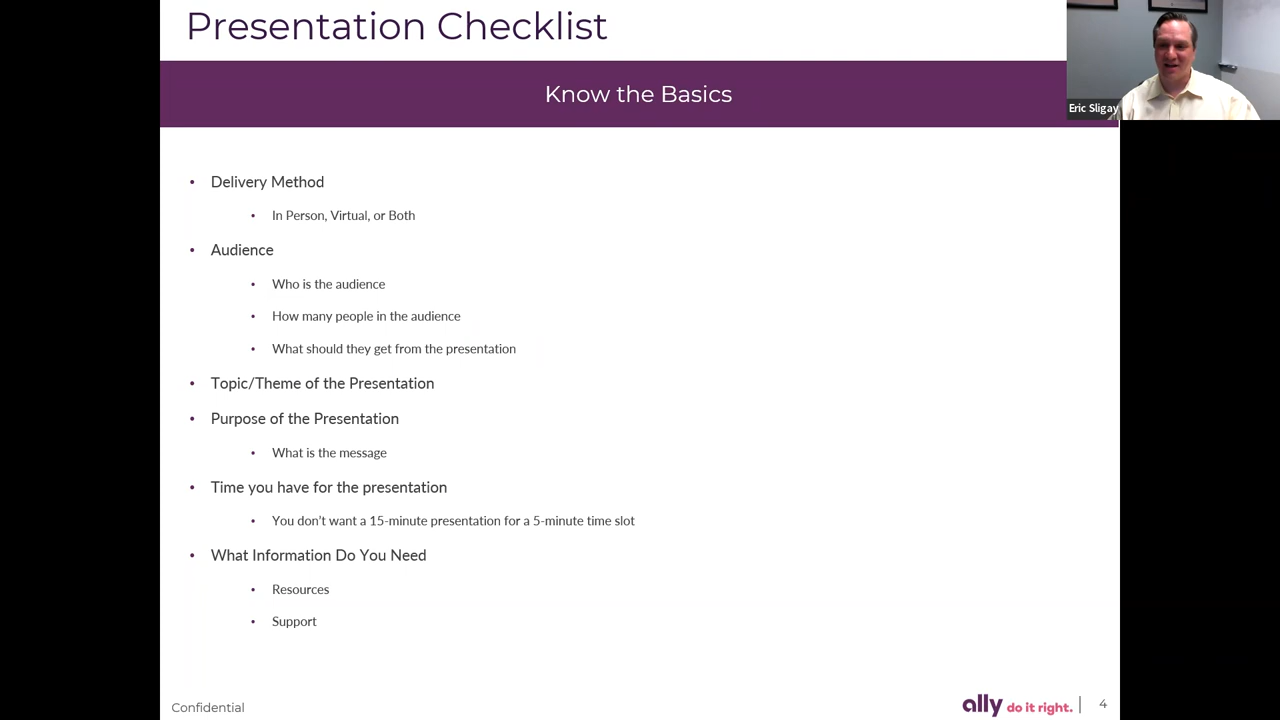 Presentation Checklist
Know the Basics
Eric Sligay
• Delivery Method
• In Person, Virtual, or Both
• Audience
• Who is the audience
• How many people in the audience
• What should they get from the presentation
• Topic/Theme of the Presentation
• Purpose of the Presentation
• What is the message
• Time you have for the presentation
• You don't want a 15-minute presentation for a 5-minute time slot
• What Information Do You Need
• Resources
• Support
Confidential
ally do it right. | 4